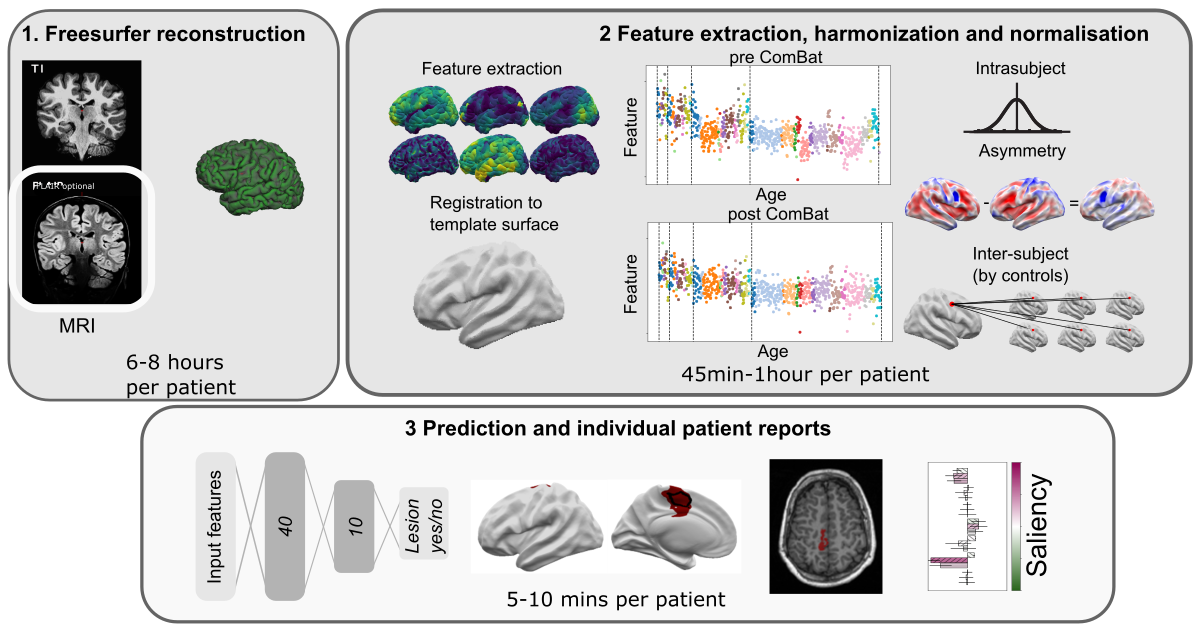 1. Freesurfer reconstruction
T1
FLAIR optional
MRI
6-8 hours
per patient
2 Feature extraction, harmonization and normalisation
Feature extraction
Registration to
template surface
pre ComBat
Feature
Age
post ComBat
Feature
Age
Intrasubject
Asymmetry
-
=
Inter-subject
(by controls)
45min-1hour per patient
3 Prediction and individual patient reports
Input features
40
10
Lesion
yes/no
5-10 mins per patient
Saliency